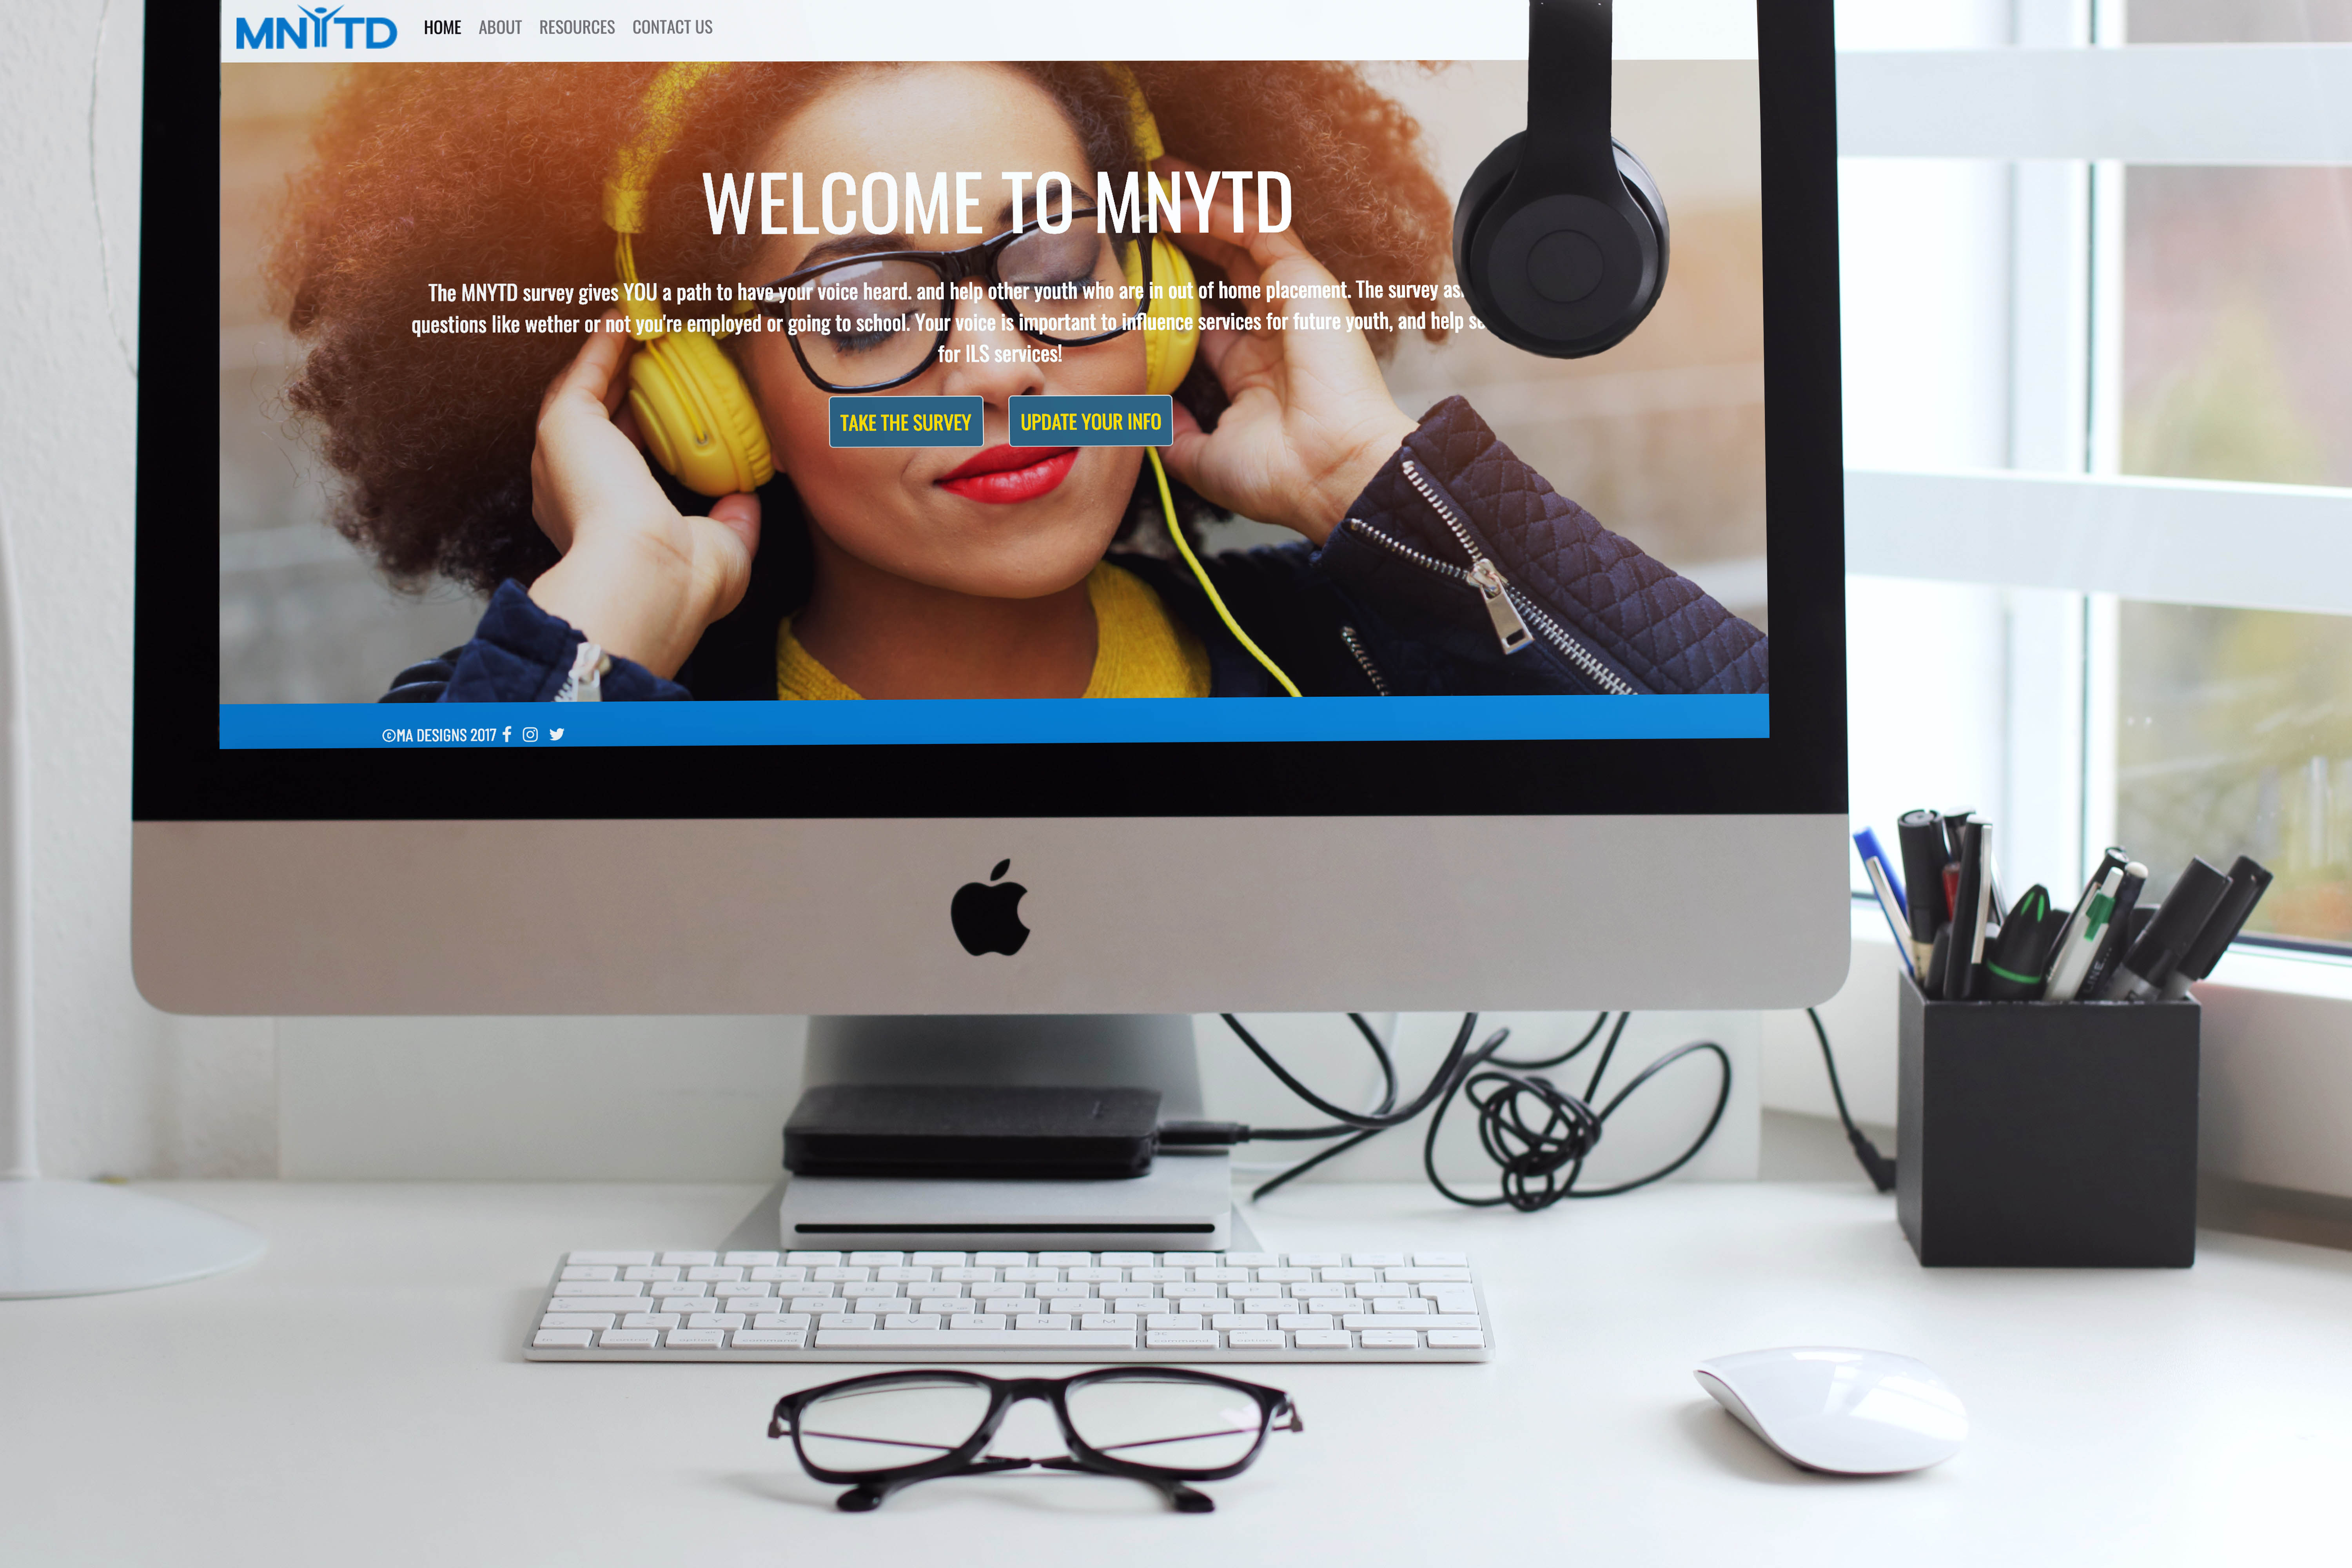 MNYTD HOME ABOUT RESOURCES CONTACT US
WELCOME TO MNYTD
The MNYTD survey gives YOU a path to have your voice heard. and help other youth who are in out of home placement. The survey
questions like wether or not you're employed or going to school. Your voice is important to influence services for future youth, and help
for ILS services!
TAKE THE SURVEY UPDATE YOUR INFO
©MA DESIGNS 2017